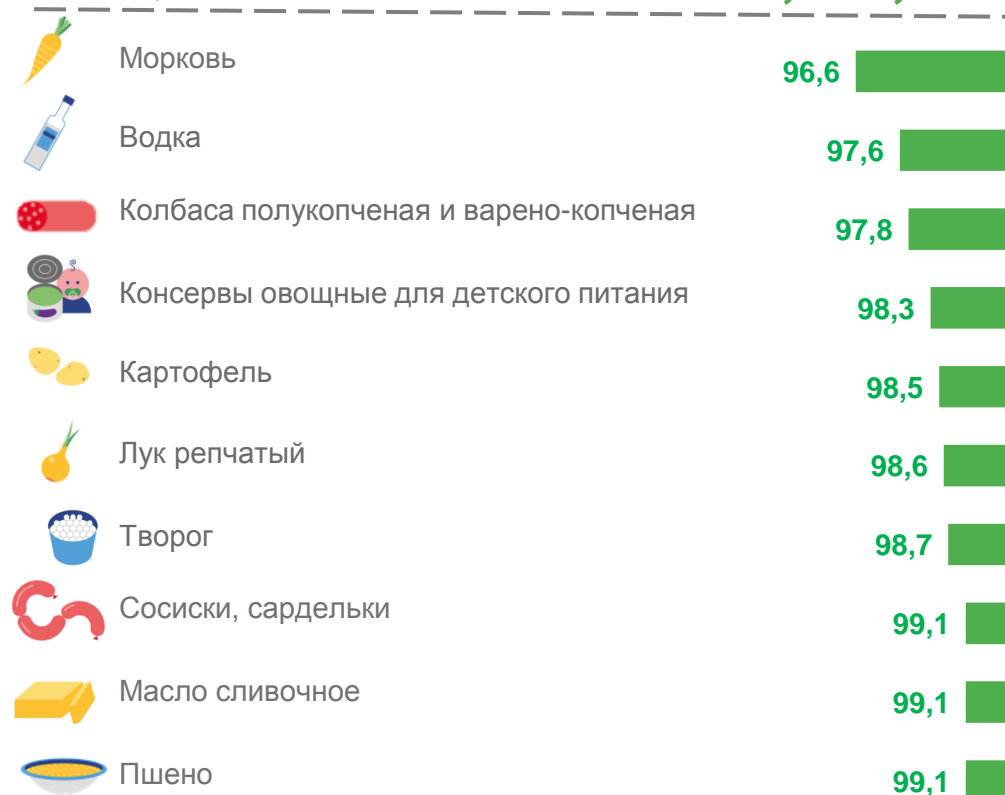 Морковь 96,6
Водка 97,6
Колбаса полукопченая и варено-копченая 97,8
Консервы овощные для детского питания 98,3
Картофель 98,5
Лук репчатый 98,6
Творог 98,7
Сосиски, сардельки 99,1
Масло сливочное 99,1
Пшено 99,1